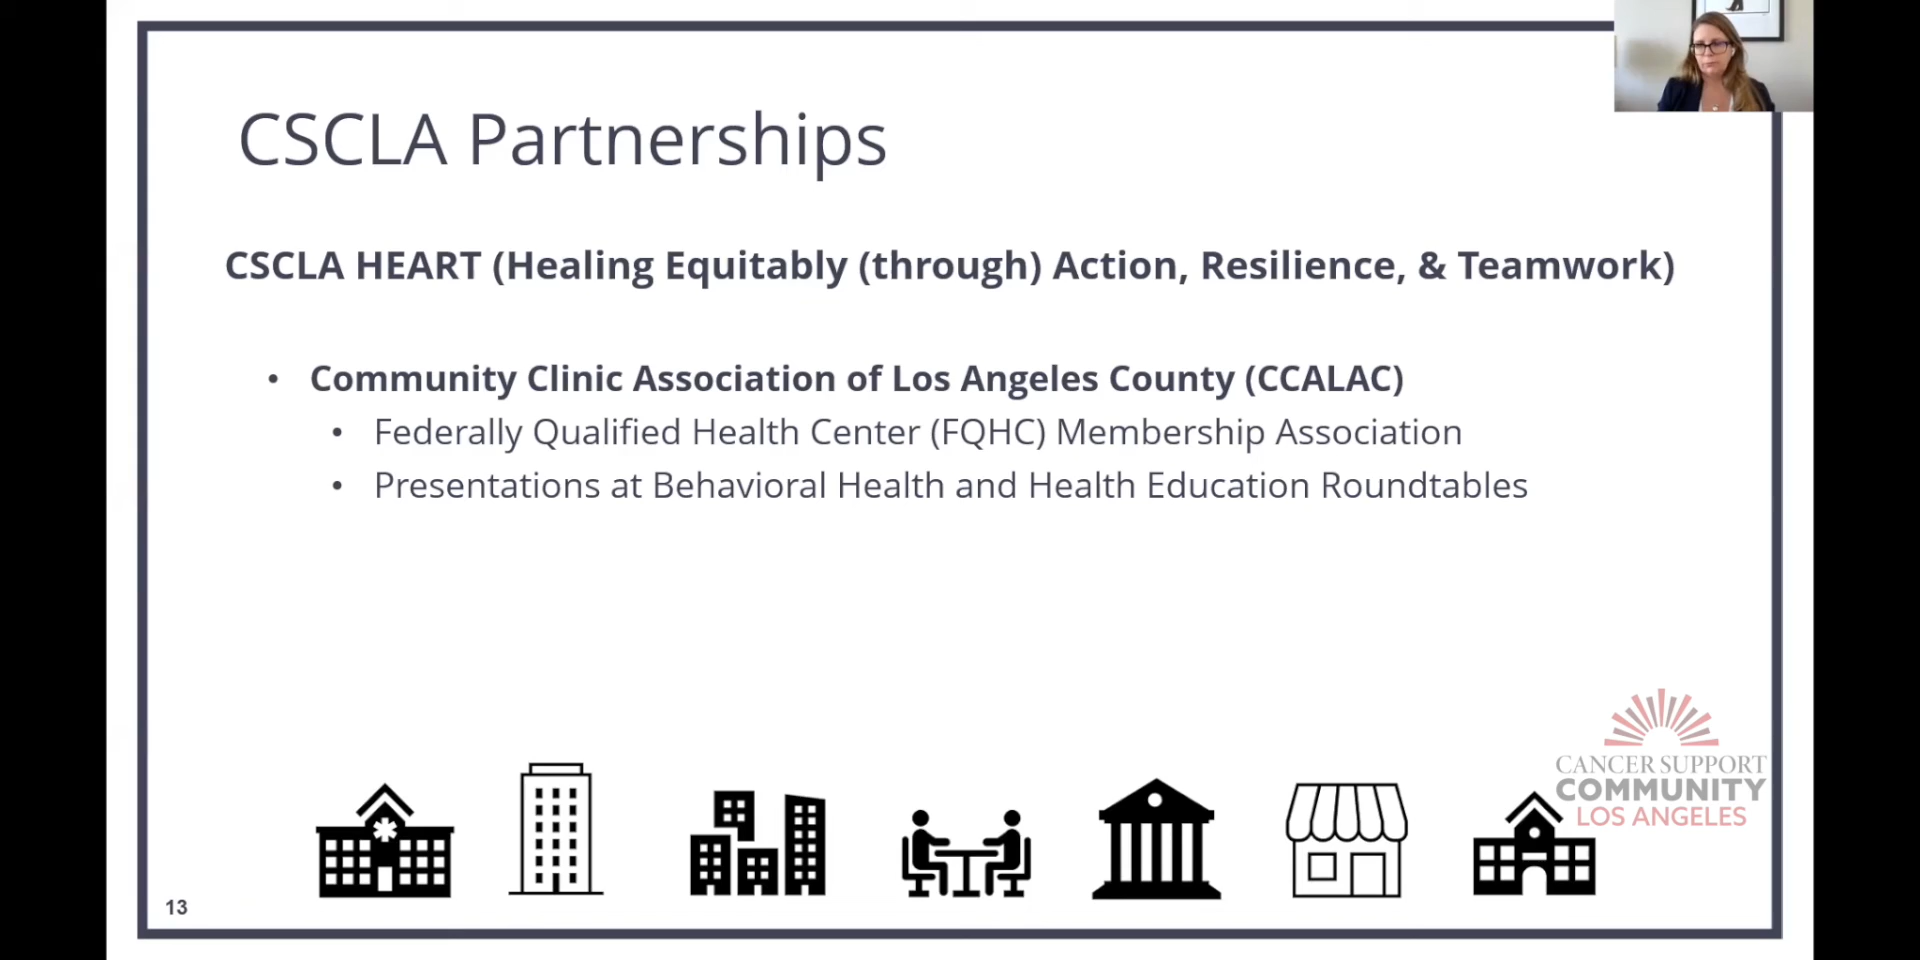 CSCLA Partnerships
CSCLA HEART (Healing Equitably (through) Action, Resilience, & Teamwork)
• Community Clinic Association of Los Angeles County (CCALAC)
• Federally Qualified Health Center (FQHC) Membership Association
• Presentations at Behavioral Health and Health Education Roundtables
CANCER SUPPORT
COMMUNITY
LOS ANGELES
13